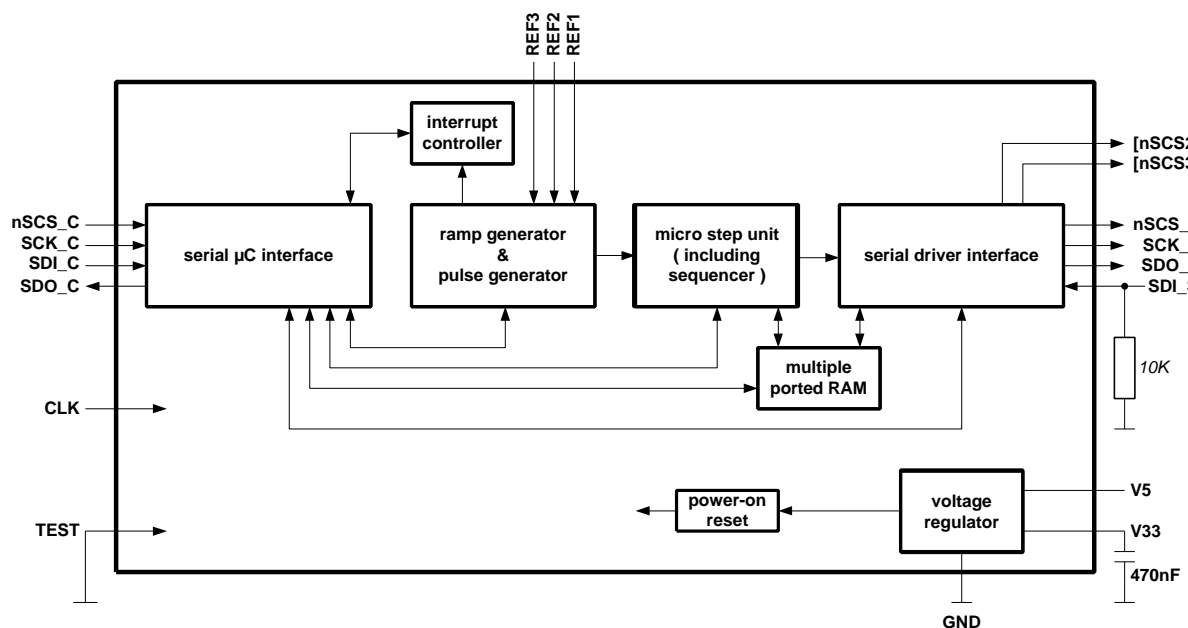 REF3
REF2
REF1
interrupt
controller
[nSCS2
[nSCS3
nSCS_C
SCK_C
SDI_C
SDO_C
serial µC interface
ramp generator
&
pulse generator
micro step unit
( including
sequencer )
serial driver interface
nSCS_
SCK_
SDO_
SDI_
multiple
ported RAM
10K
CLK
TEST
power-on
reset
voltage
regulator
V5
V33
470nF
GND